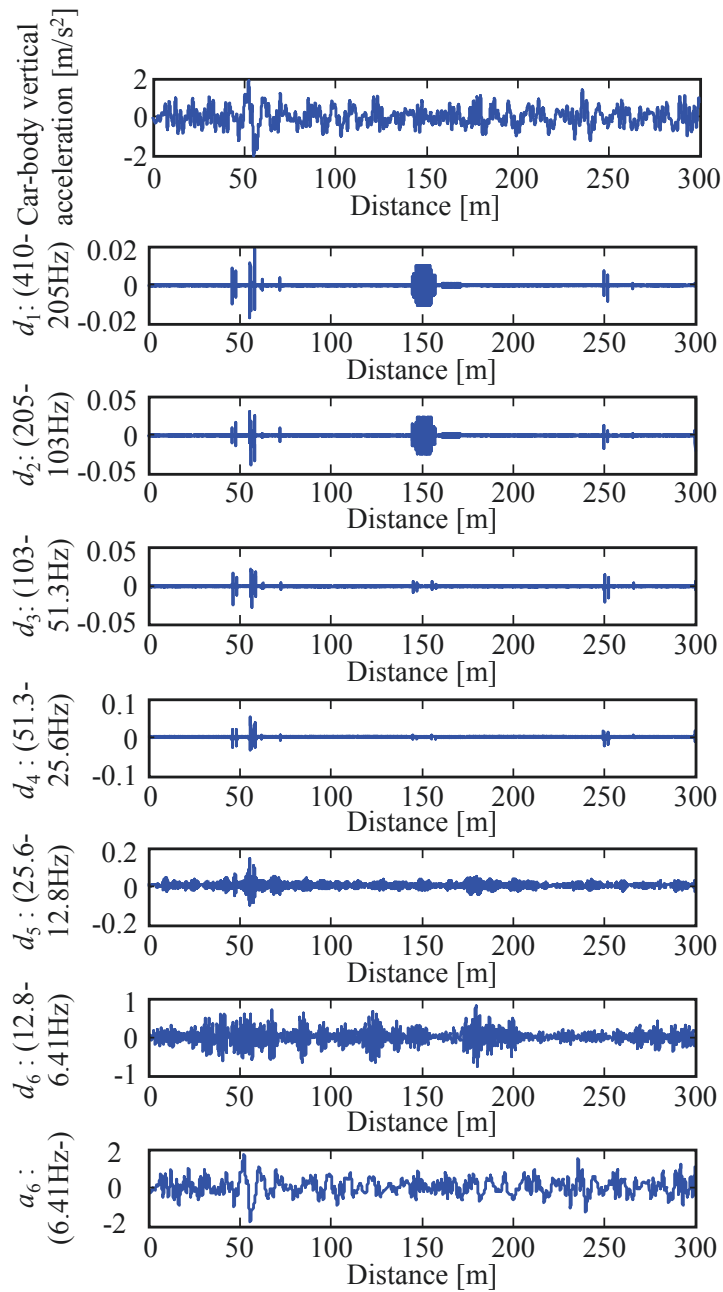 Car-body vertical
acceleration [m/s²]
2
0
-2
0 50 100 150 200 250 300
Distance [m]
d₁: (410-
205Hz)
0.02
0
-0.02
0 50 100 150 200 250 300
Distance [m]
d₂: (205-
103Hz)
0.05
0
-0.05
0 50 100 150 200 250 300
Distance [m]
d₃: (103-
51.3Hz)
0.05
0
-0.05
0 50 100 150 200 250 300
Distance [m]
d₄ : (51.3-
25.6Hz)
0.1
0
-0.1
0 50 100 150 200 250 300
Distance [m]
d₅ : (25.6-
12.8Hz)
0.2
0
-0.2
0 50 100 150 200 250 300
Distance [m]
d₆ : (12.8-
6.41Hz)
1
0
-1
0 50 100 150 200 250 300
Distance [m]
a₆ :
(6.41Hz-)
2
0
-2
0 50 100 150 200 250 300
Distance [m]